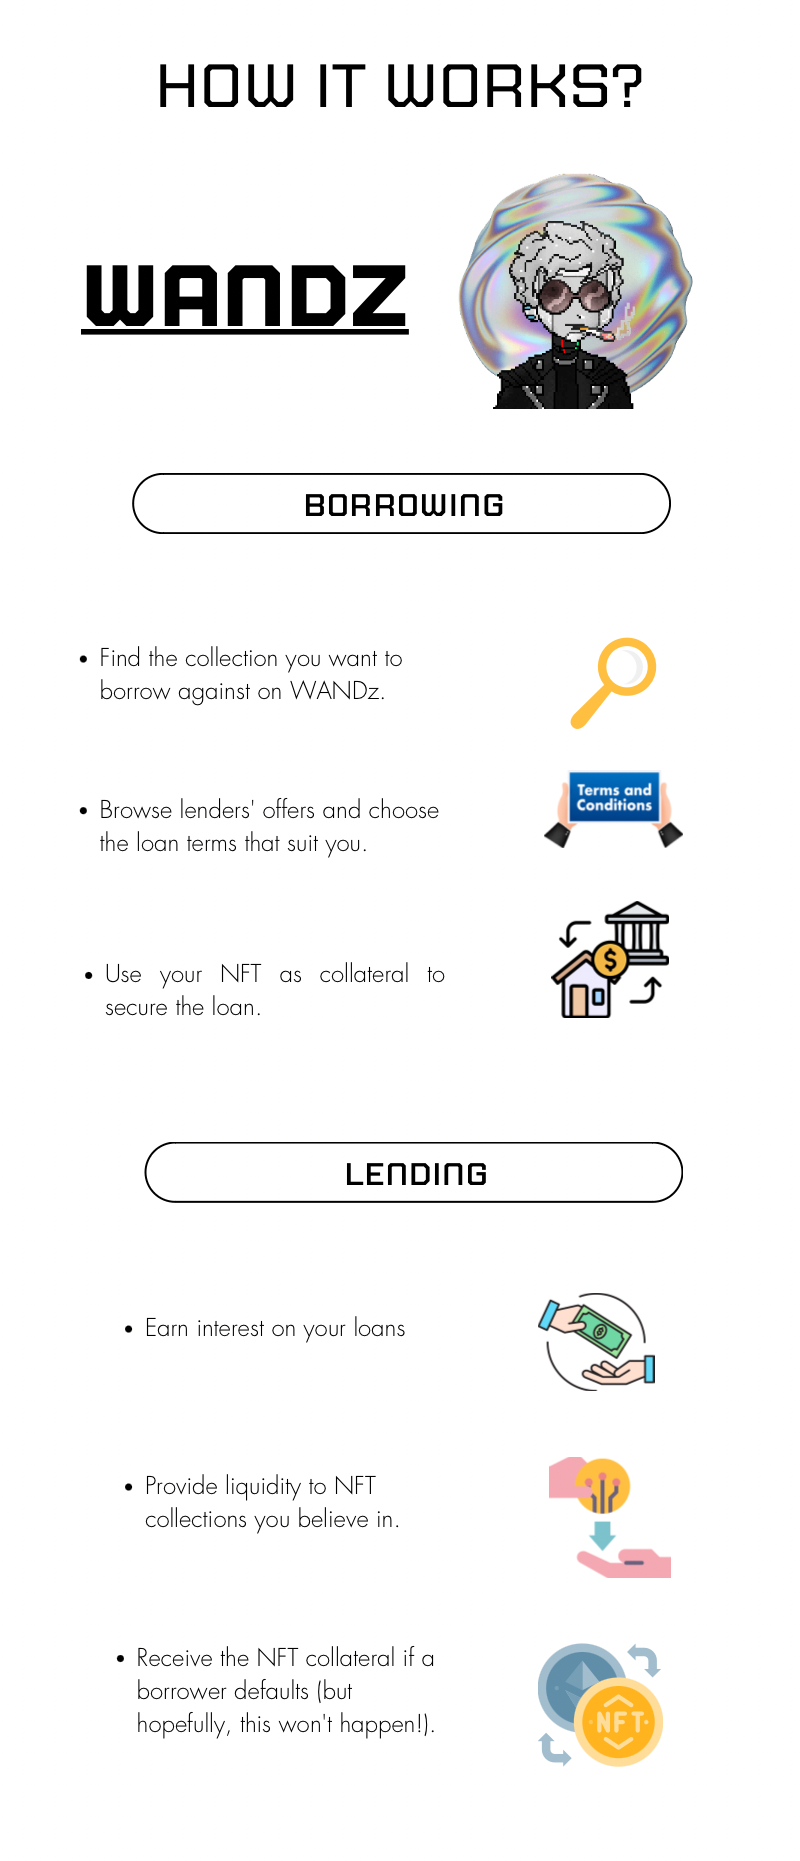 HOW IT WORKS?
WANDZ
BORROWING
• Find the collection you want to
borrow against on WANDz.
Terms and
Conditions
• Browse lenders' offers and choose
the loan terms that suit you.
$
• Use your NFT as collateral to
secure the loan.
LENDING
• Earn interest on your loans
• Provide liquidity to NFT
collections you believe in.
• Receive the NFT collateral if a
borrower defaults (but
hopefully, this won't happen!).
NFT